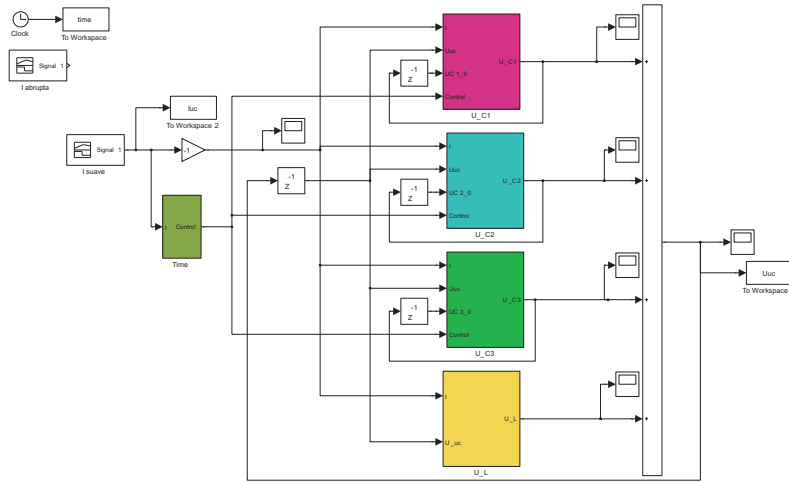 time
Clock
To Workspace
Signal 1
I abrupta
Iuc
To Workspace 2
Signal 1
I suave
-1
I
Control
Time
-1
Z
I
Uuc
-1
Z
UC 1_0
Control
U_C1
U_C1
I
Uuc
-1
Z
UC 2_0
Control
U_C2
U_C2
I
Uuc
-1
Z
UC 3_0
Control
U_C3
U_C3
I
U_uc
U_L
U_L
+
+
+
+
Uuc
To Workspace